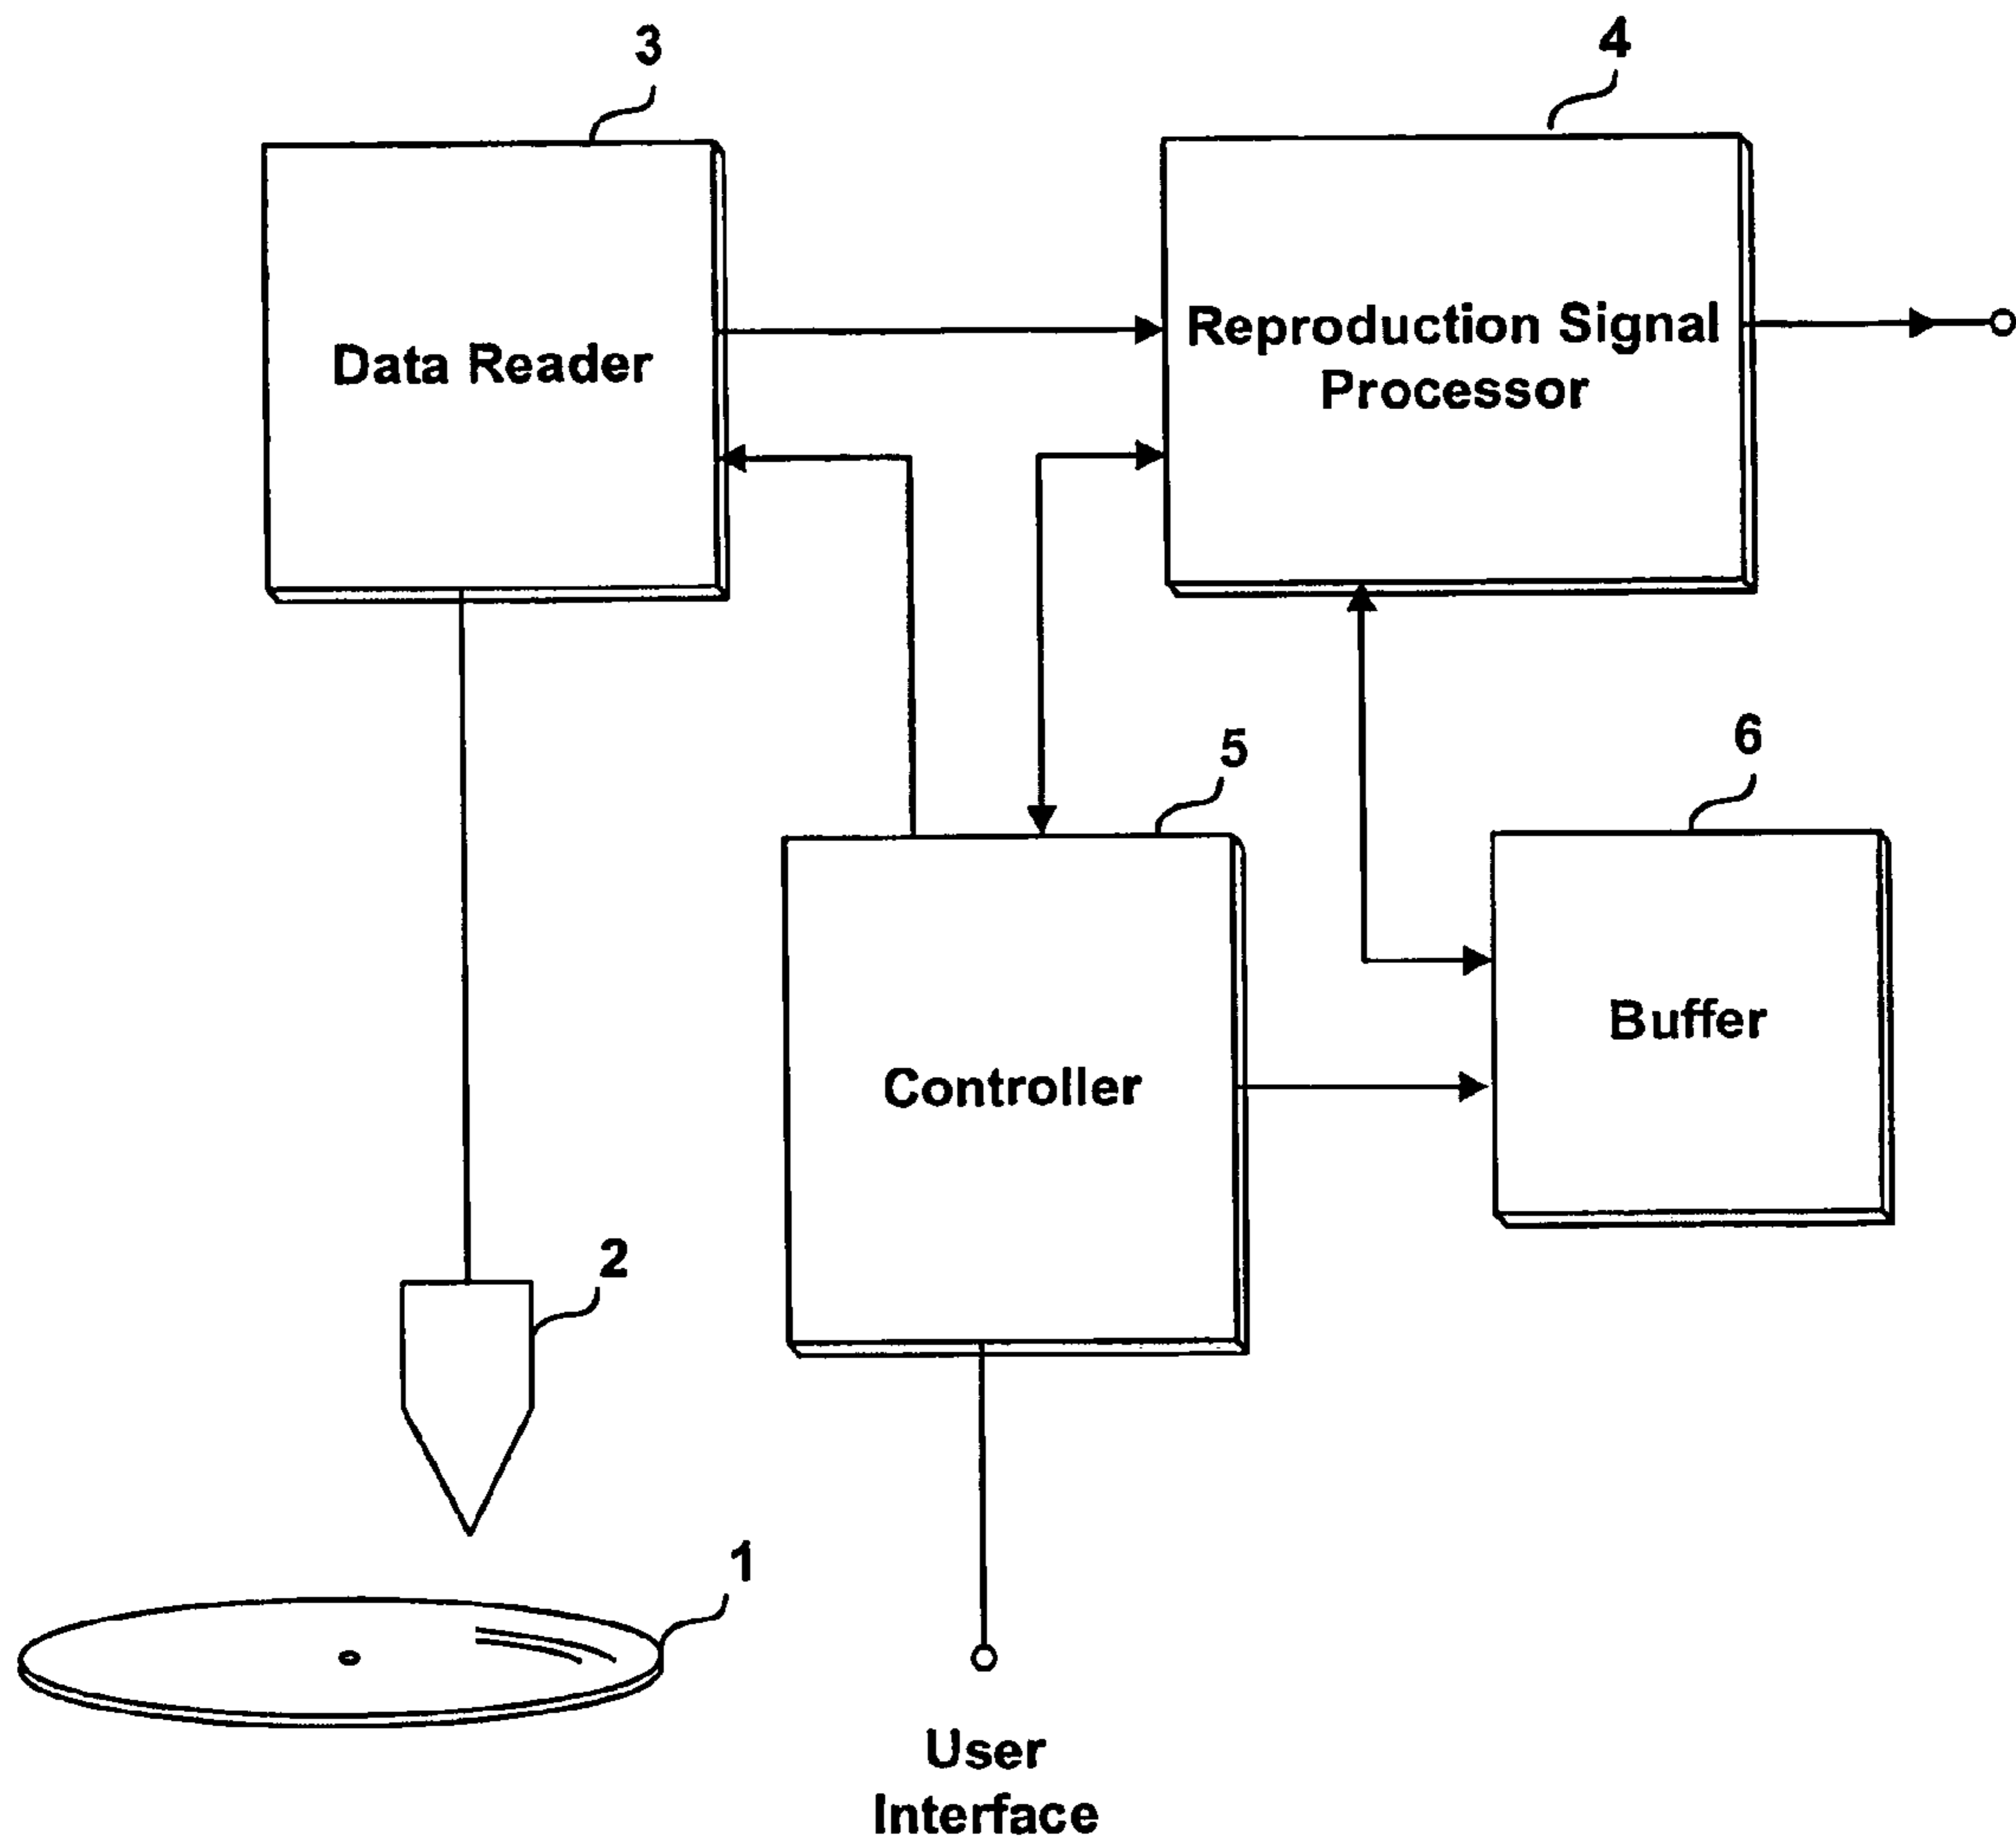 3
4
Data Reader
Reproduction Signal
Processor
5
6
Controller
Buffer
2
1
User
Interface